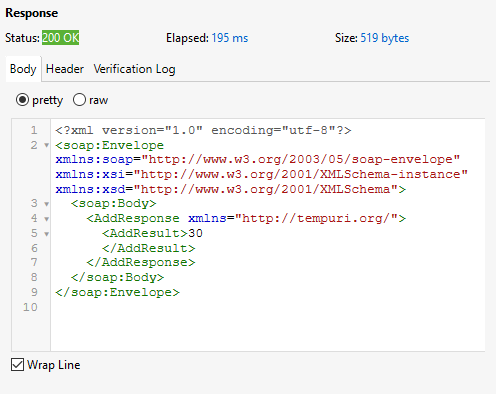 Response
Status: 200 OK Elapsed: 195 ms Size: 519 bytes
Body Header Verification Log
pretty raw
1 <?xml version="1.0" encoding="utf-8"?>
2 <soap:Envelope
xmlns:soap="http://www.w3.org/2003/05/soap-envelope"
xmlns:xsi="http://www.w3.org/2001/XMLSchema-instance"
xmlns:xsd="http://www.w3.org/2001/XMLSchema">
3 <soap:Body>
4 <AddResponse xmlns="http://tempuri.org/">
5 <AddResult>30
6 </AddResult>
7 </AddResponse>
8 </soap:Body>
9 </soap:Envelope>
10
Wrap Line